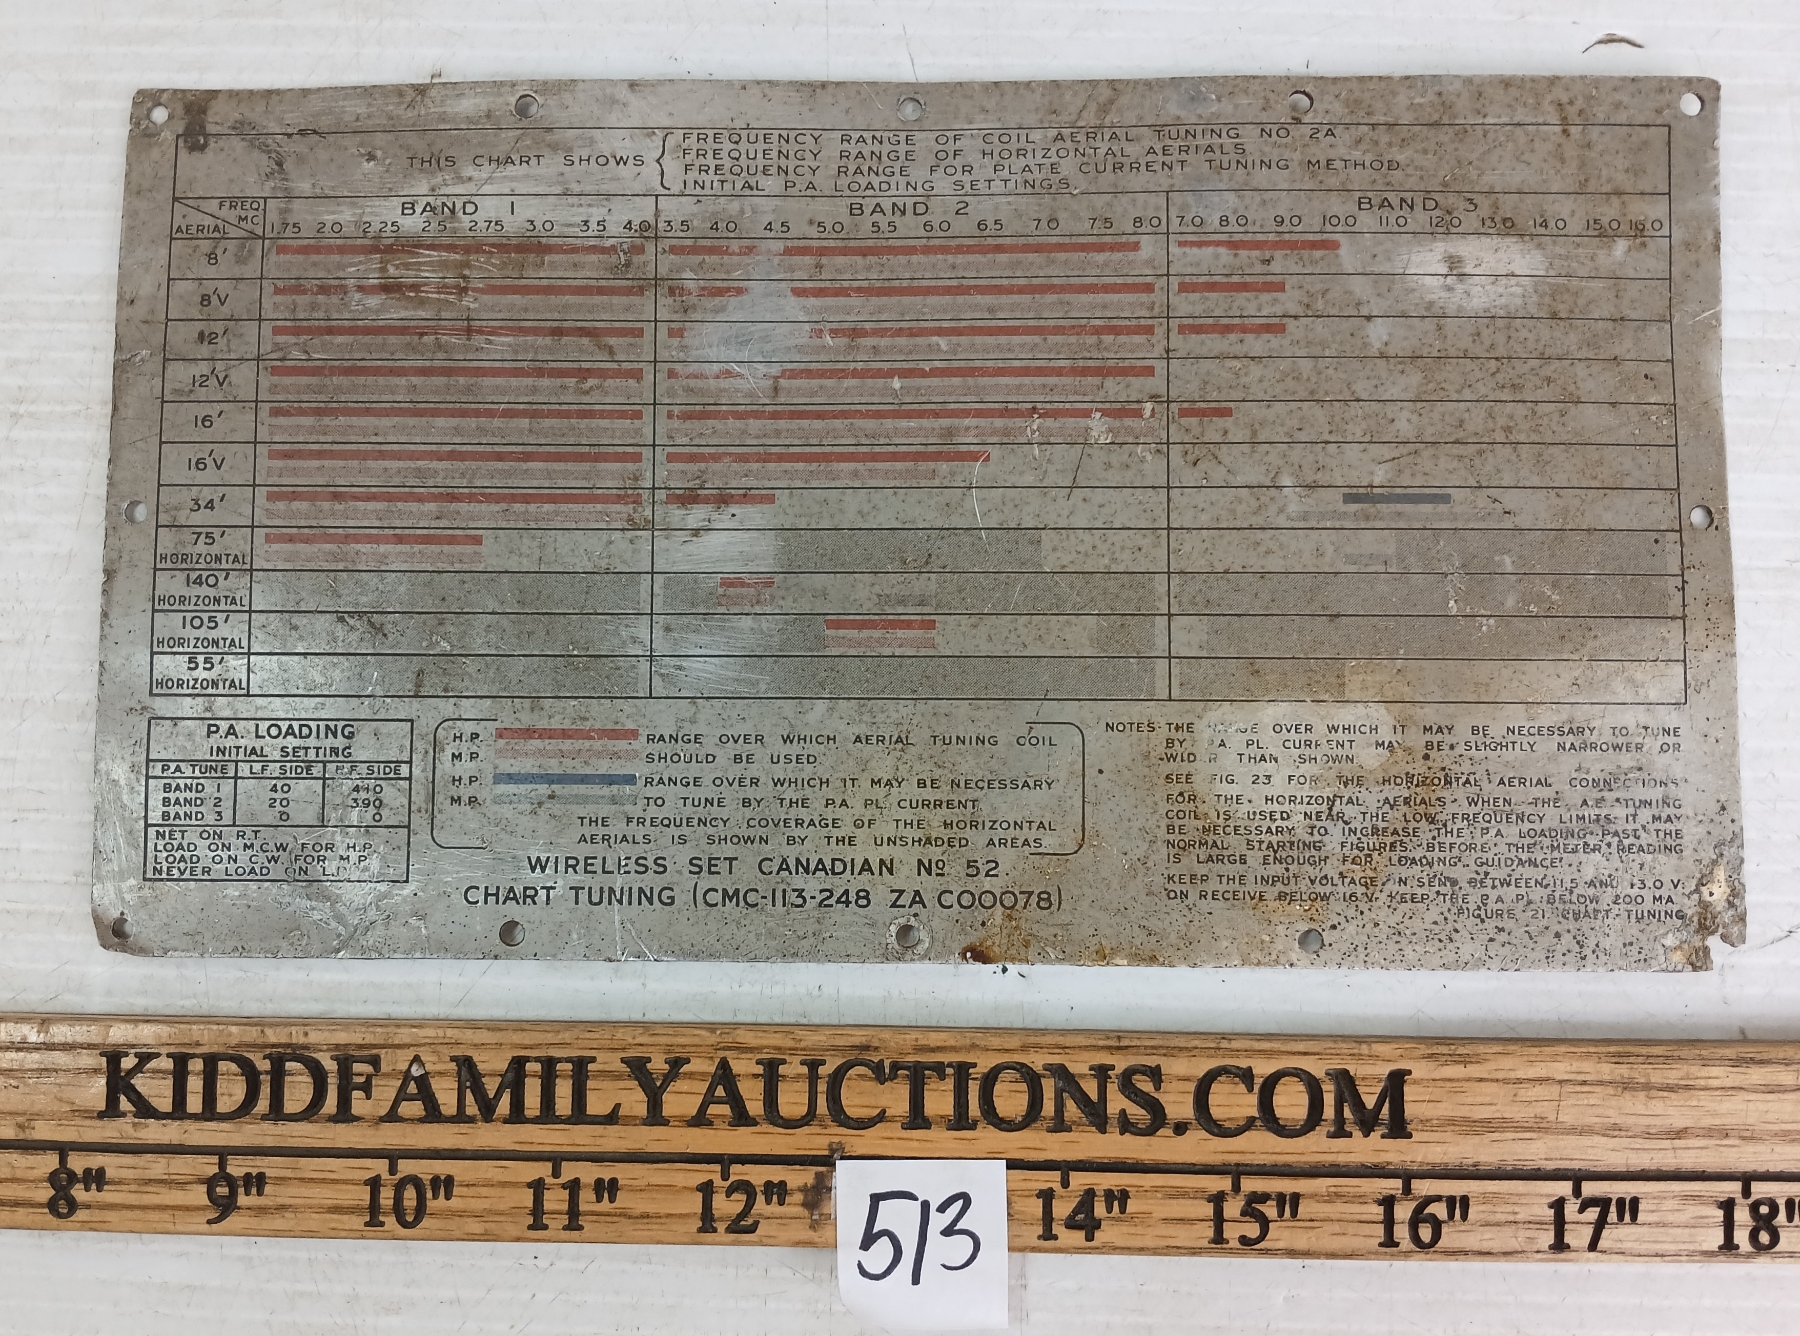 THIS CHART SHOWS
FREQUENCY RANGE OF COIL AERIAL TUNING NO. 2A.
FREQUENCY RANGE OF HORIZONTAL AERIALS.
FREQUENCY RANGE FOR PLATE CURRENT TUNING METHOD.
INITIAL P.A. LOADING SETTINGS.
FREQ MC
AERIAL
BAND 1
1.75 2.0 2.25 2.5 2.75 3.0 3.5 4.0
BAND 2
3.5 4.0 4.5 5.0 5.5 6.0 6.5 7.0 7.5 8.0
BAND 3
7.0 8.0 9.0 10.0 11.0 12.0 13.0 14.0 15.0 16.0
8'
8'V
12'
12'V
16'
16'V
34'
75'
HORIZONTAL
140'
HORIZONTAL
105'
HORIZONTAL
55'
HORIZONTAL
P.A. LOADING
INITIAL SETTING
P.A. TUNE L.F. SIDE H.F. SIDE
BAND 1 40 410
BAND 2 20 390
BAND 3 0 0
NET ON R.T.
LOAD ON M.C.W. FOR H.P.
LOAD ON C.W. FOR M.P.
NEVER LOAD ON
H.P. RANGE OVER WHICH AERIAL TUNING COIL
M.P. SHOULD BE USED
H.P. RANGE OVER WHICH IT MAY BE NECESSARY
M.P. TO TUNE BY THE P.A. PL. CURRENT
THE FREQUENCY COVERAGE OF THE HORIZONTAL
AERIALS IS SHOWN BY THE UNSHADED AREAS.
WIRELESS SET CANADIAN Nº 52
CHART TUNING (CMC-113-248 ZA C00078)
NOTES-THE RANGE OVER WHICH IT MAY BE NECESSARY TO TUNE
BY P.A. PL. CURRENT MAY BE SLIGHTLY NARROWER OR
WIDER THAN SHOWN.
SEE FIG. 23 FOR THE HORIZONTAL AERIAL CONNECTIONS
FOR THE HORIZONTAL AERIALS WHEN THE A.E. TUNING
COIL IS USED NEAR THE LOW FREQUENCY LIMITS IT MAY
BE NECESSARY TO INCREASE THE P.A. LOADING PAST THE
NORMAL STARTING FIGURES BEFORE THE METER READING
IS LARGE ENOUGH FOR LOADING GUIDANCE.
KEEP THE INPUT VOLTAGE IN SEND BETWEEN 11.5 AND 13.0 V.
ON RECEIVE BELOW 16 V. KEEP THE P.A. PL. BELOW 200 MA.
FIGURE 21 CHART-TUNING
KIDDFAMILYAUCTIONS.COM
8" 9" 10" 11" 12" 14" 15" 16" 17" 18"
513